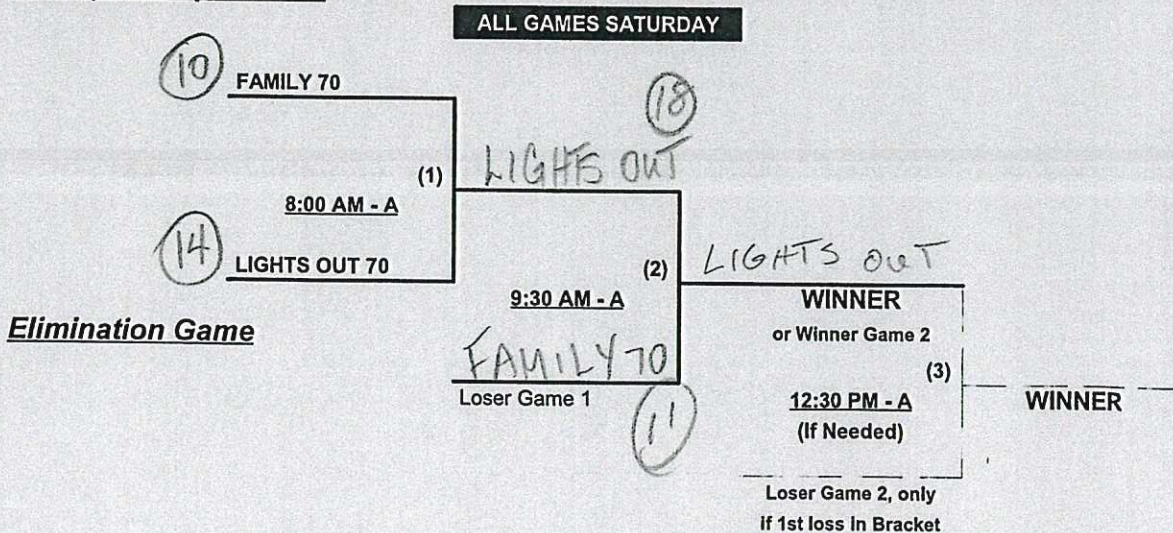 ALL GAMES SATURDAY
10
FAMILY 70
18
(1)
LIGHTS OUT
8:00 AM - A
14
LIGHTS OUT 70
(2)
LIGHTS OUT
9:30 AM - A
WINNER
Elimination Game
or Winner Game 2
FAMILY 70
(3)
Loser Game 1
12:30 PM - A
WINNER
11
(If Needed)
Loser Game 2, only
if 1st loss in Bracket